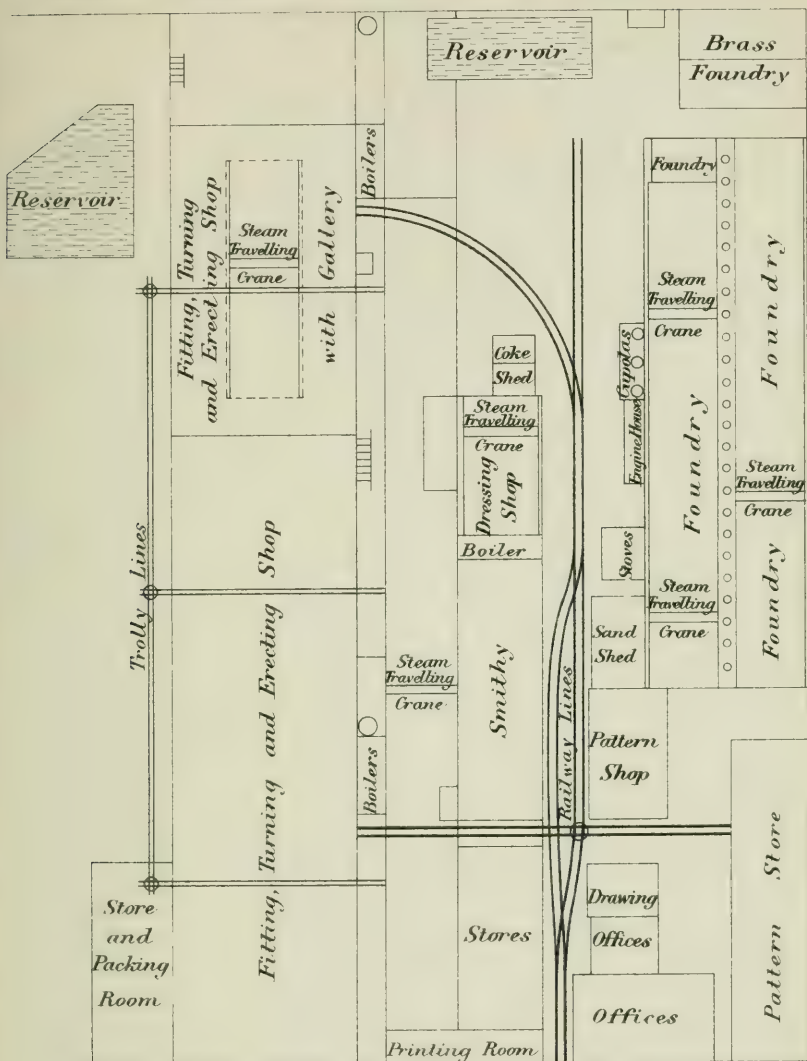 Reservoir
Brass
Foundry
Reservoir
Boilers
Fitting, Turning
and Erecting Shop
with Gallery
Steam
Travelling
Crane
Foundry
Steam
Travelling
Crane
Foundry
Foundry
Coke
Shed
Cupolas
Engine House
Steam
Travelling
Crane
Dressing
Shop
Boiler
Steam
Travelling
Crane
Foundry
Stoves
Steam
Travelling
Crane
Sand
Shed
Trolly Lines
Fitting, Turning and Erecting Shop
Steam
Travelling
Crane
Smithy
Railway Lines
Boilers
Pattern
Shop
Pattern Store
Store
and
Packing
Room
Stores
Drawing
Offices
Offices
Printing Room